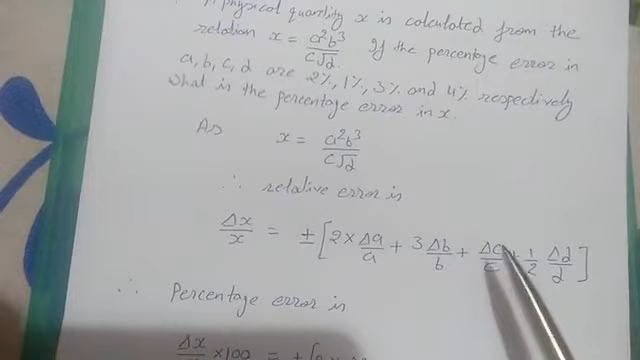 A physical quantity x is calculated from the
relation x = a²b³/c√d. If the percentage error in
a, b, c, d are 2%, 1%, 3% and 4% respectively
what is the percentage error in x.
As x = a²b³/c√d
∴ relative error is
Δx/x = ± [2 × Δa/a + 3 Δb/b + Δc/c + 1/2 Δd/d]
∴ Percentage error is
Δx/x ×100 = ±